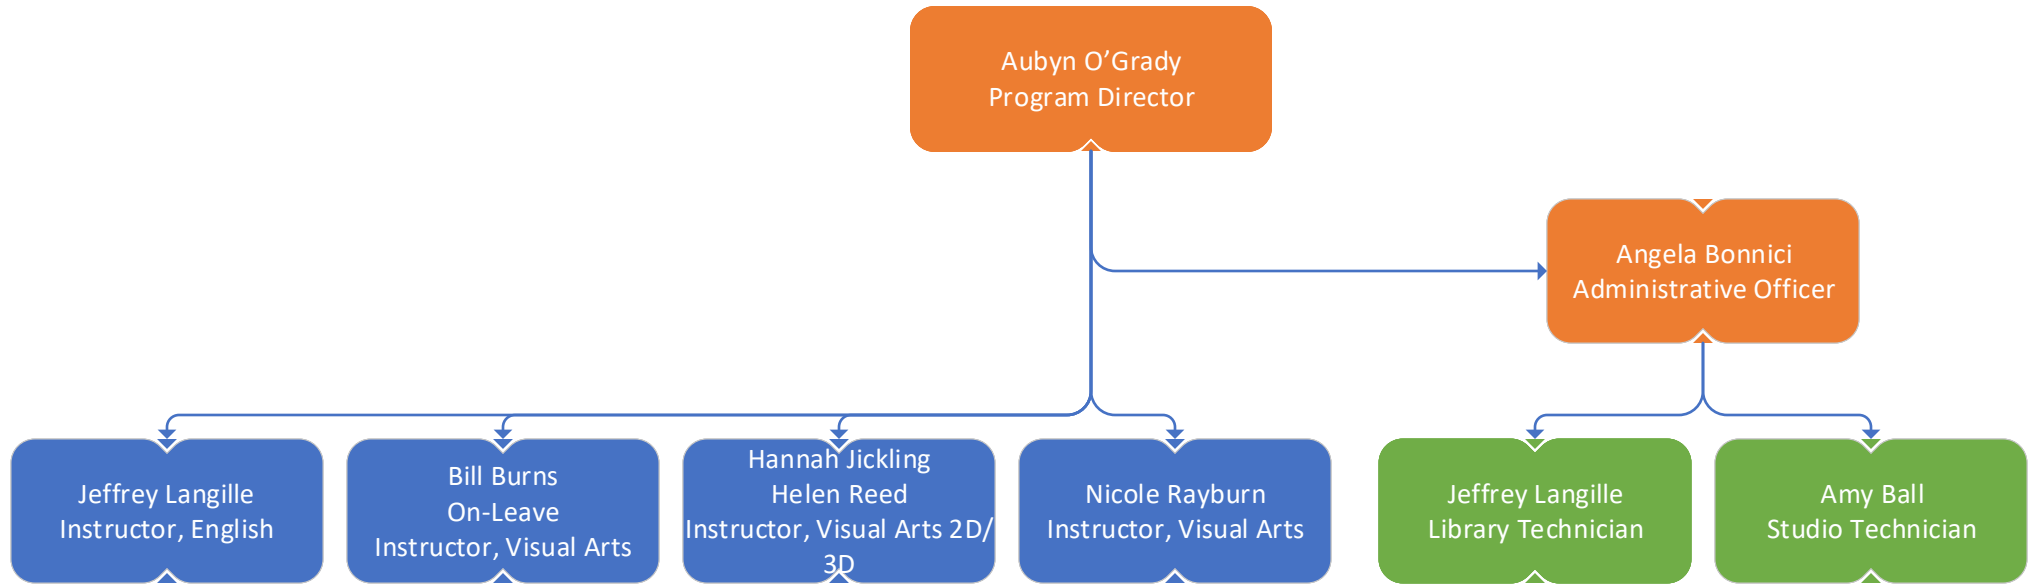 Aubyn O’Grady
Program Director
Angela Bonnici
Administrative Officer
Jeffrey Langille
Instructor, English
Bill Burns
On-Leave
Instructor, Visual Arts
Hannah Jickling
Helen Reed
Instructor, Visual Arts 2D/
3D
Nicole Rayburn
Instructor, Visual Arts
Jeffrey Langille
Library Technician
Amy Ball
Studio Technician